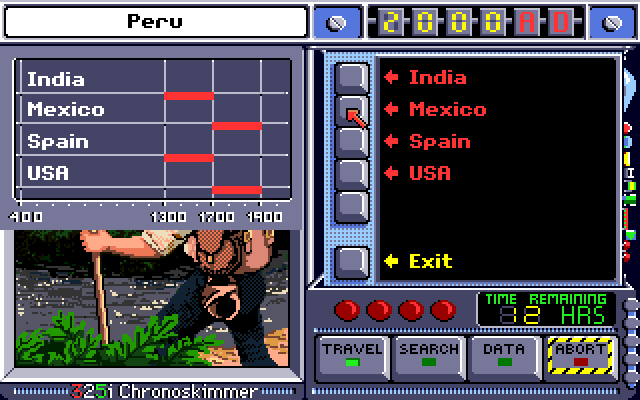 Peru
2000AD
India
Mexico
Spain
USA
400 1300 1700 1900
India
Mexico
Spain
USA
Exit
TIME REMAINING
12 HRS
TRAVEL SEARCH DATA ABORT
325i Chronoskimmer